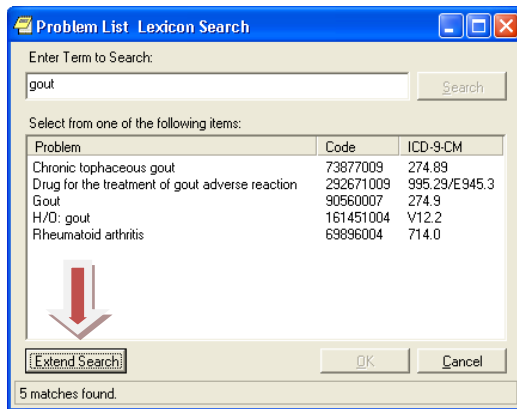 Problem List Lexicon Search
Enter Term to Search:
gout
Search
Select from one of the following items:
Problem Code ICD-9-CM
Chronic tophaceous gout 73877009 274.89
Drug for the treatment of gout adverse reaction 292671009 995.29/E945.3
Gout 90560007 274.9
H/O: gout 161451004 V12.2
Rheumatoid arthritis 69896004 714.0
Extend Search OK Cancel
5 matches found.